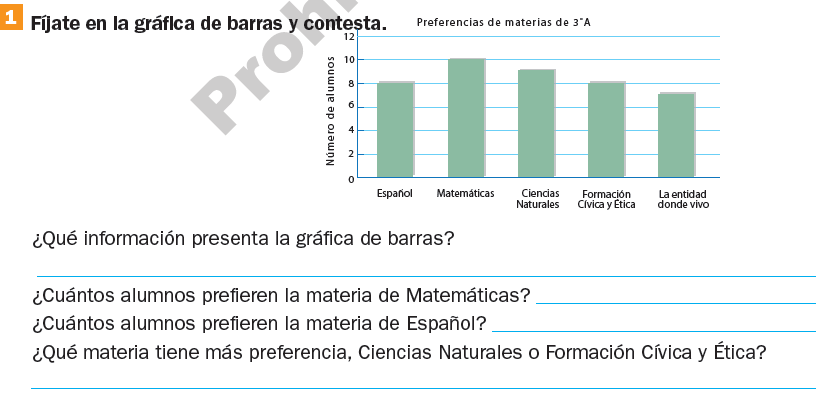 1 Fíjate en la gráfica de barras y contesta.
Prohi
Preferencias de materias de 3°A
Número de alumnos
12
10
8
6
4
2
0
Español
Matemáticas
Ciencias
Naturales
Formación
Cívica y Ética
La entidad
donde vivo
¿Qué información presenta la gráfica de barras?
¿Cuántos alumnos prefieren la materia de Matemáticas?
¿Cuántos alumnos prefieren la materia de Español?
¿Qué materia tiene más preferencia, Ciencias Naturales o Formación Cívica y Ética?